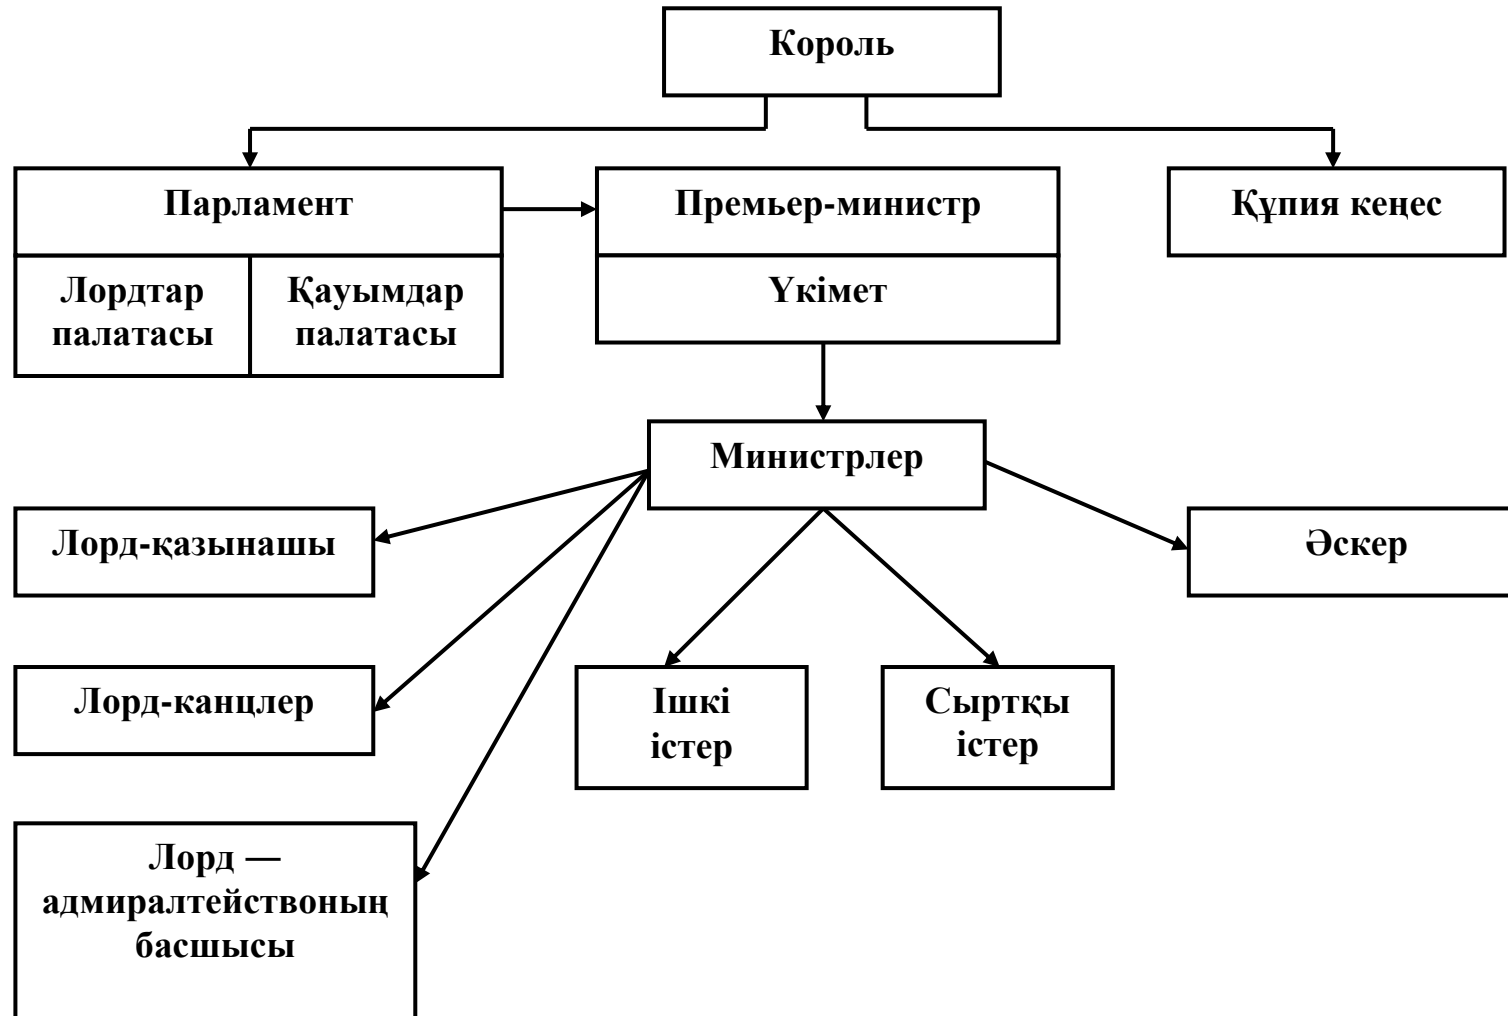 Король
Парламент
Премьер-министр
Құпия кеңес
Лордтар
палатасы
Қауымдар
палатасы
Үкімет
Министрлер
Лорд-қазынашы
Әскер
Лорд-канцлер
Ішкі
істер
Сыртқы
істер
Лорд —
адмиралтействоның
басшысы